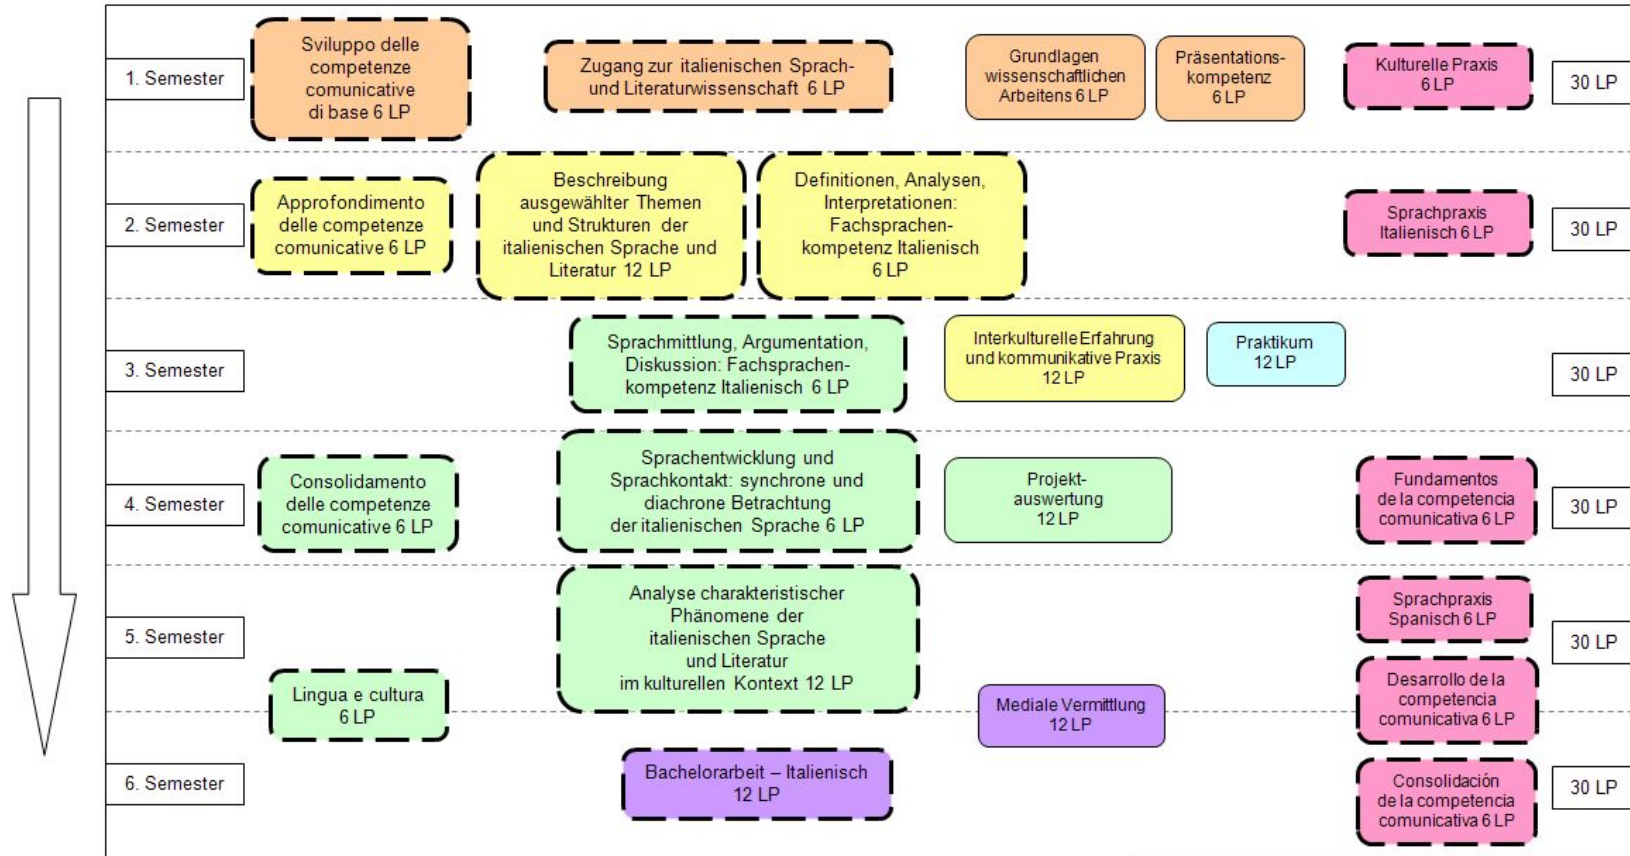 1. Semester
Sviluppo delle
competenze
comunicative
di base 6 LP
Zugang zur italienischen Sprach-
und Literaturwissenschaft 6 LP
Grundlagen
wissenschaftlichen
Arbeitens 6 LP
Präsentations-
kompetenz
6 LP
Kulturelle Praxis
6 LP
30 LP
2. Semester
Approfondimento
delle competenze
comunicative 6 LP
Beschreibung
ausgewählter Themen
und Strukturen der
italienischen Sprache und
Literatur 12 LP
Definitionen, Analysen,
Interpretationen:
Fachsprachen-
kompetenz Italienisch
6 LP
Sprachpraxis
Italienisch 6 LP
30 LP
3. Semester
Sprachmittlung, Argumentation,
Diskussion: Fachsprachen-
kompetenz Italienisch 6 LP
Interkulturelle Erfahrung
und kommunikative Praxis
12 LP
Praktikum
12 LP
30 LP
4. Semester
Consolidamento
delle competenze
comunicative 6 LP
Sprachentwicklung und
Sprachkontakt: synchrone und
diachrone Betrachtung
der italienischen Sprache 6 LP
Projekt-
auswertung
12 LP
Fundamentos
de la competencia
comunicativa 6 LP
30 LP
5. Semester
Analyse charakteristischer
Phänomene der
italienischen Sprache
und Literatur
im kulturellen Kontext 12 LP
Sprachpraxis
Spanisch 6 LP
30 LP
Lingua e cultura
6 LP
Mediale Vermittlung
12 LP
Desarrollo de la
competencia
comunicativa 6 LP
6. Semester
Bachelorarbeit – Italienisch
12 LP
Consolidación
de la competencia
comunicativa 6 LP
30 LP